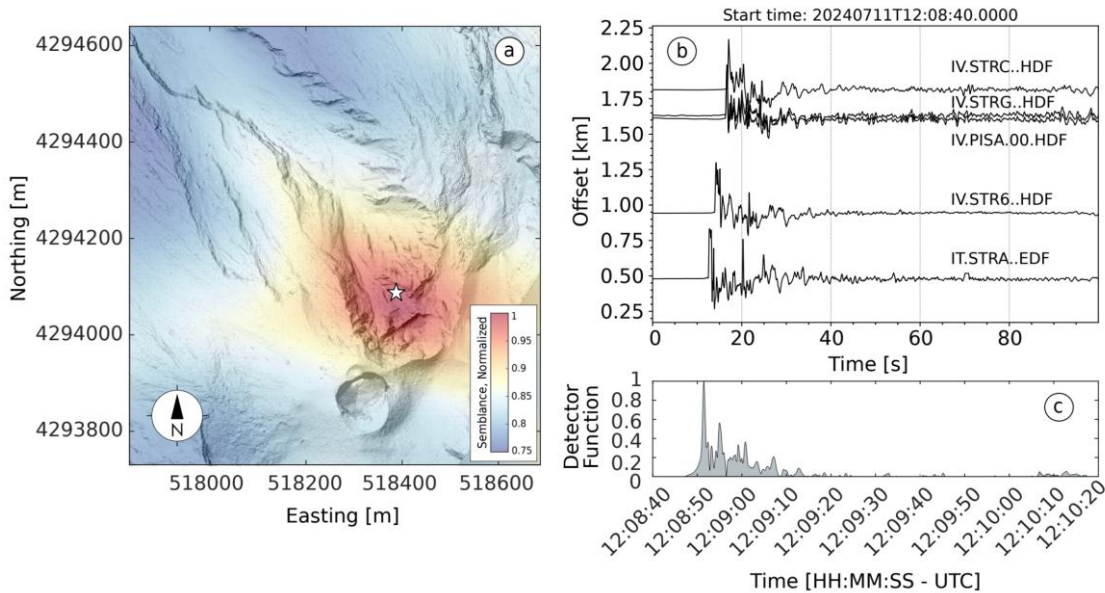 a
4294600
4294400
4294200
4294000
4293800
Northing [m]
518000
518200
518400
518600
Easting [m]
N
Semblance, Normalized
1
0.95
0.9
0.85
0.8
0.75
Start time: 20240711T12:08:40.0000
b
2.25
2.00
1.75
1.50
1.25
1.00
0.75
0.50
0.25
Offset [km]
IV.STRC..HDF
IV.STRG..HDF
IV.PISA.00.HDF
IV.STR6..HDF
IT.STRA..EDF
0
20
40
60
80
Time [s]
c
Detector
Function
1
0.8
0.6
0.4
0.2
0
12:08:40
12:08:50
12:09:00
12:09:10
12:09:20
12:09:30
12:09:40
12:09:50
12:10:00
12:10:10
12:10:20
Time [HH:MM:SS - UTC]